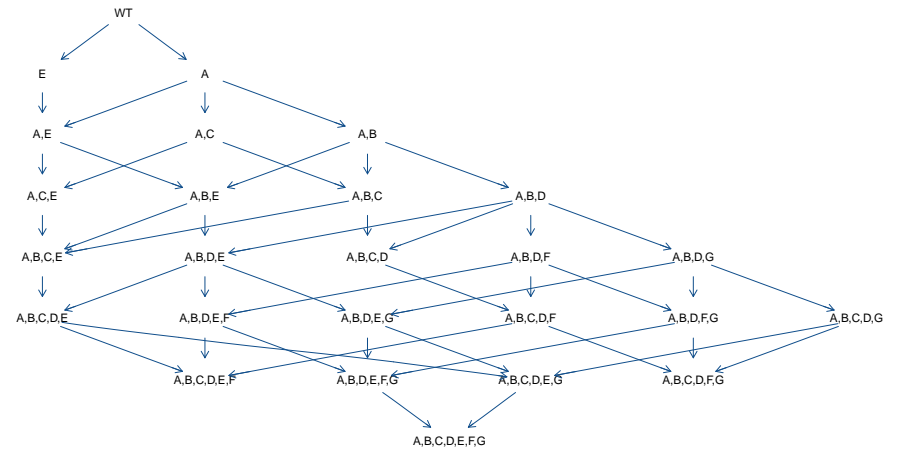 WT
E
A
A,E
A,C
A,B
A,C,E
A,B,E
A,B,C
A,B,D
A,B,C,E
A,B,D,E
A,B,C,D
A,B,D,F
A,B,D,G
A,B,C,D,E
A,B,D,E,F
A,B,D,E,G
A,B,C,D,F
A,B,D,F,G
A,B,C,D,G
A,B,C,D,E,F
A,B,D,E,F,G
A,B,C,D,E,G
A,B,C,D,F,G
A,B,C,D,E,F,G